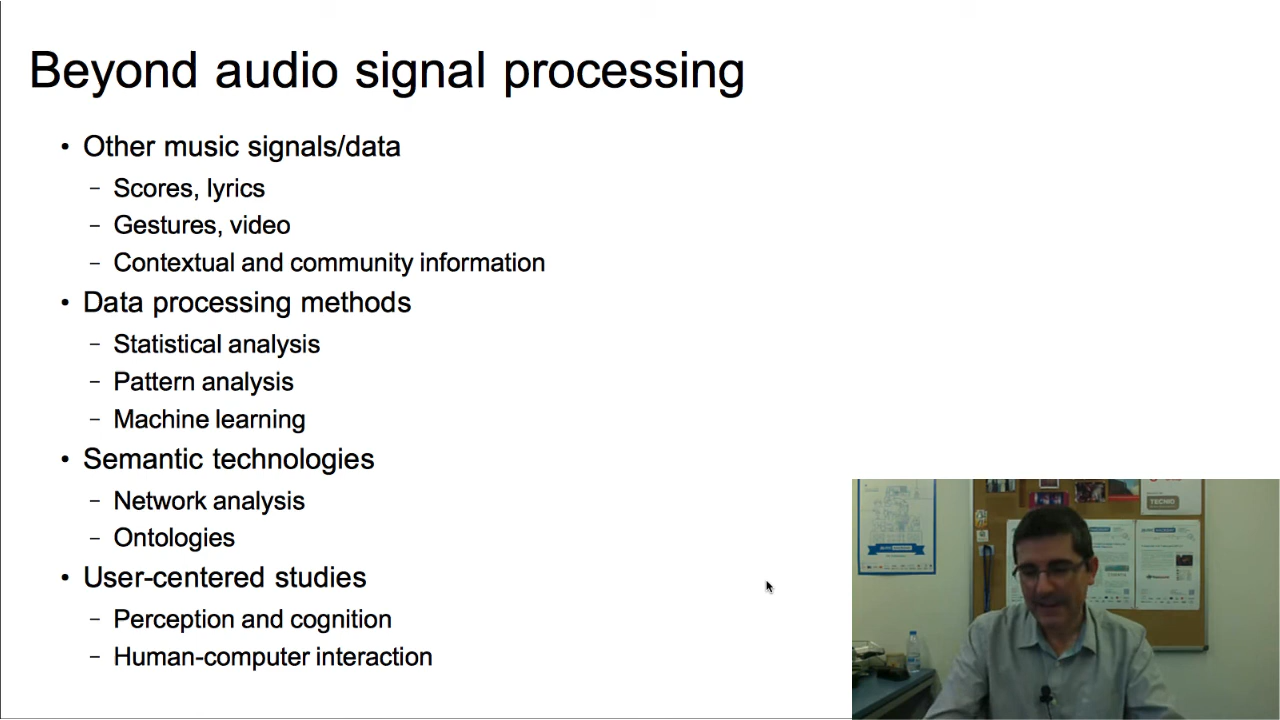 Beyond audio signal processing
• Other music signals/data
– Scores, lyrics
– Gestures, video
– Contextual and community information
• Data processing methods
– Statistical analysis
– Pattern analysis
– Machine learning
• Semantic technologies
– Network analysis
– Ontologies
• User-centered studies
– Perception and cognition
– Human-computer interaction
TECNIO